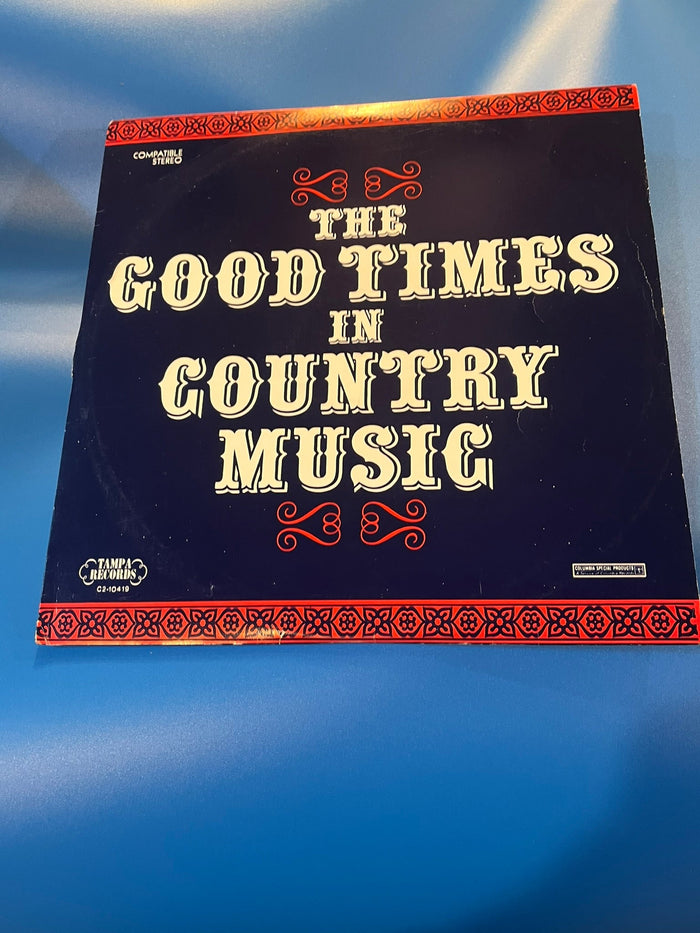 COMPATIBLE
STEREO
THE
GOOD TIMES
IN
COUNTRY
MUSIC
TAMPA
RECORDS
C2-10419
COLUMBIA SPECIAL PRODUCTS